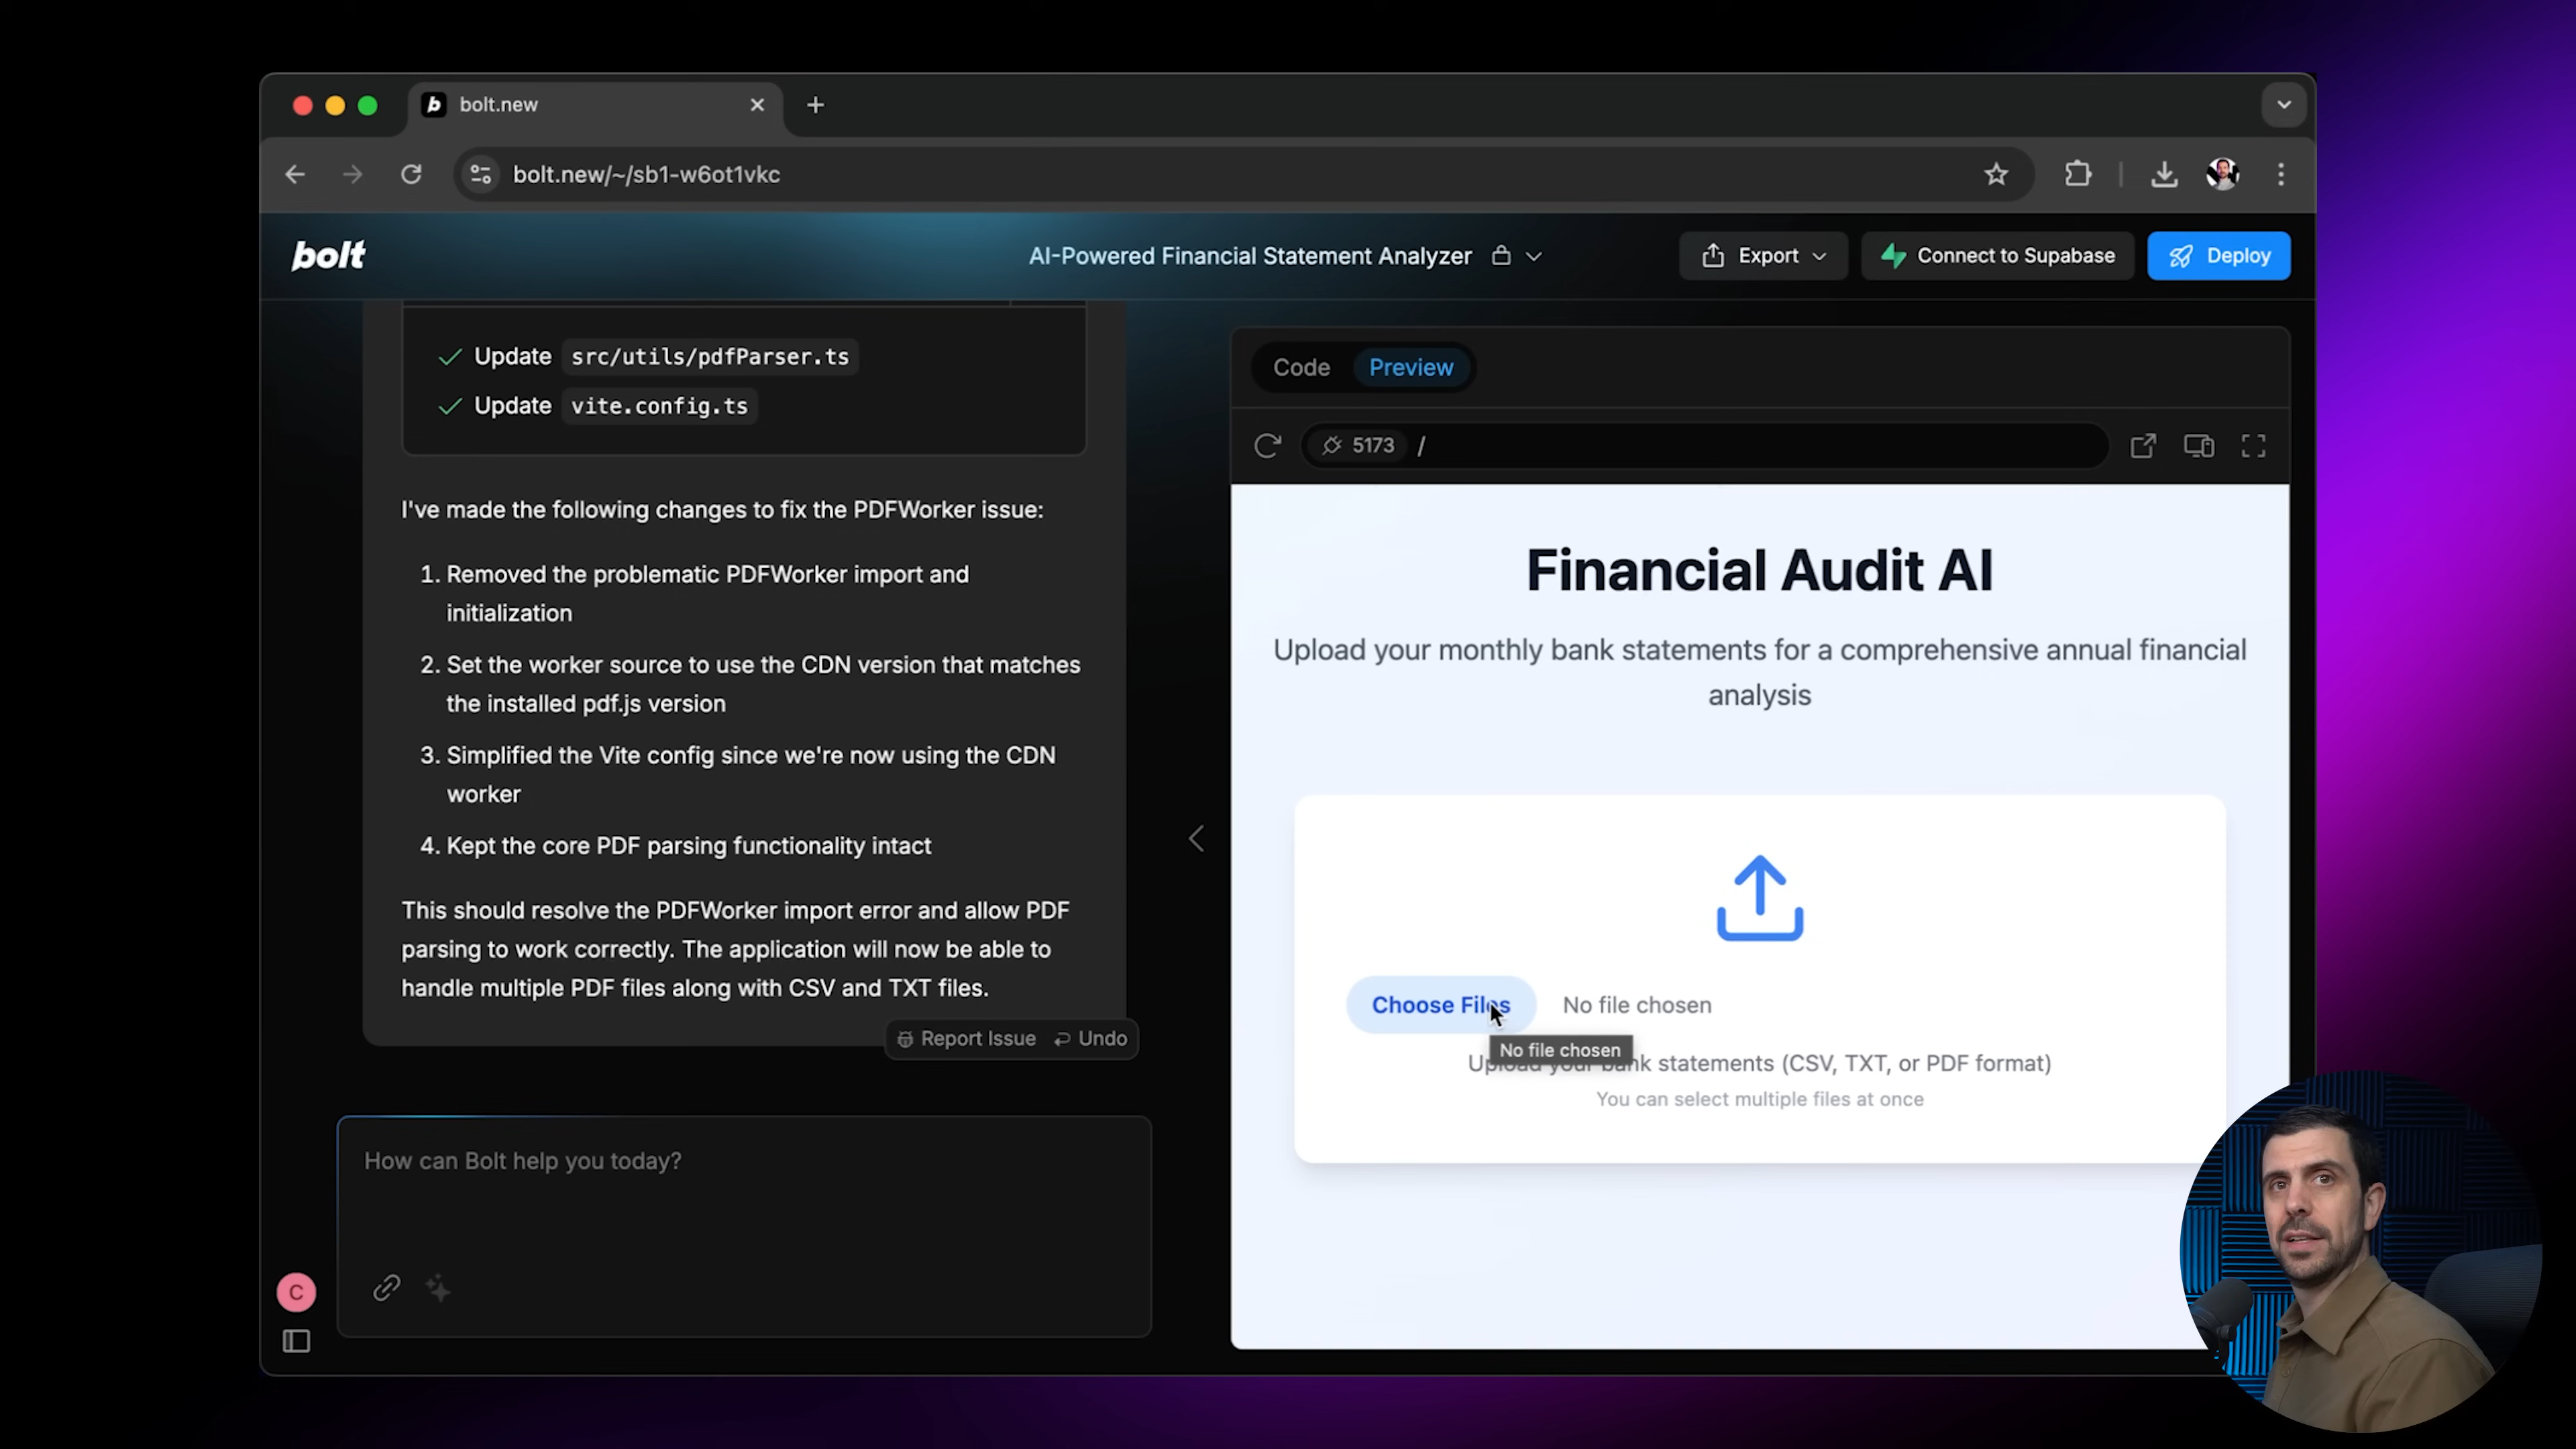 bolt.new
bolt.new/~/sb1-w6ot1vkc
bolt
AI-Powered Financial Statement Analyzer
Export
Connect to Supabase
Deploy
Update src/utils/pdfParser.ts
Update vite.config.ts
I've made the following changes to fix the PDFWorker issue:
1. Removed the problematic PDFWorker import and
initialization
2. Set the worker source to use the CDN version that matches
the installed pdf.js version
3. Simplified the Vite config since we're now using the CDN
worker
4. Kept the core PDF parsing functionality intact
This should resolve the PDFWorker import error and allow PDF
parsing to work correctly. The application will now be able to
handle multiple PDF files along with CSV and TXT files.
Report Issue
Undo
How can Bolt help you today?
C
Code
Preview
5173 /
Financial Audit AI
Upload your monthly bank statements for a comprehensive annual financial
analysis
Choose Files
No file chosen
No file chosen
Upload your bank statements (CSV, TXT, or PDF format)
You can select multiple files at once